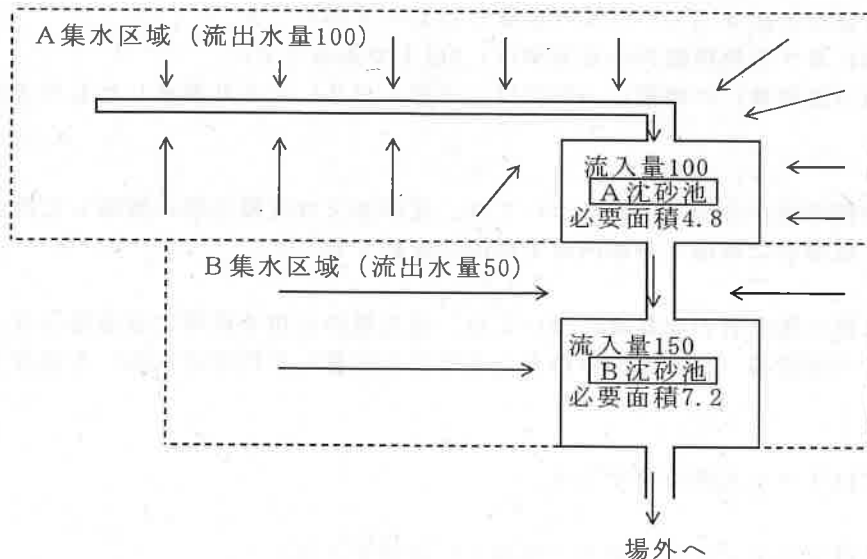 A集水区域(流出水量100)
流入量100
A沈砂池
必要面積4.8
B集水区域(流出水量50)
流入量150
B沈砂池
必要面積7.2
場外へ